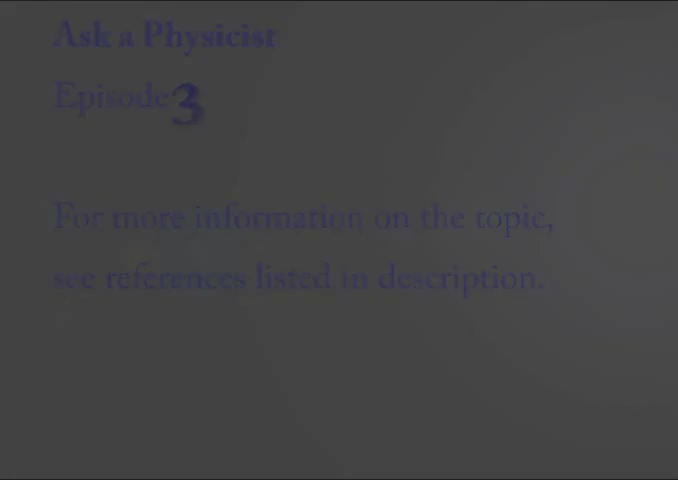 Ask a Physicist
Episode 3
For more information on the topic,
see references listed in description.